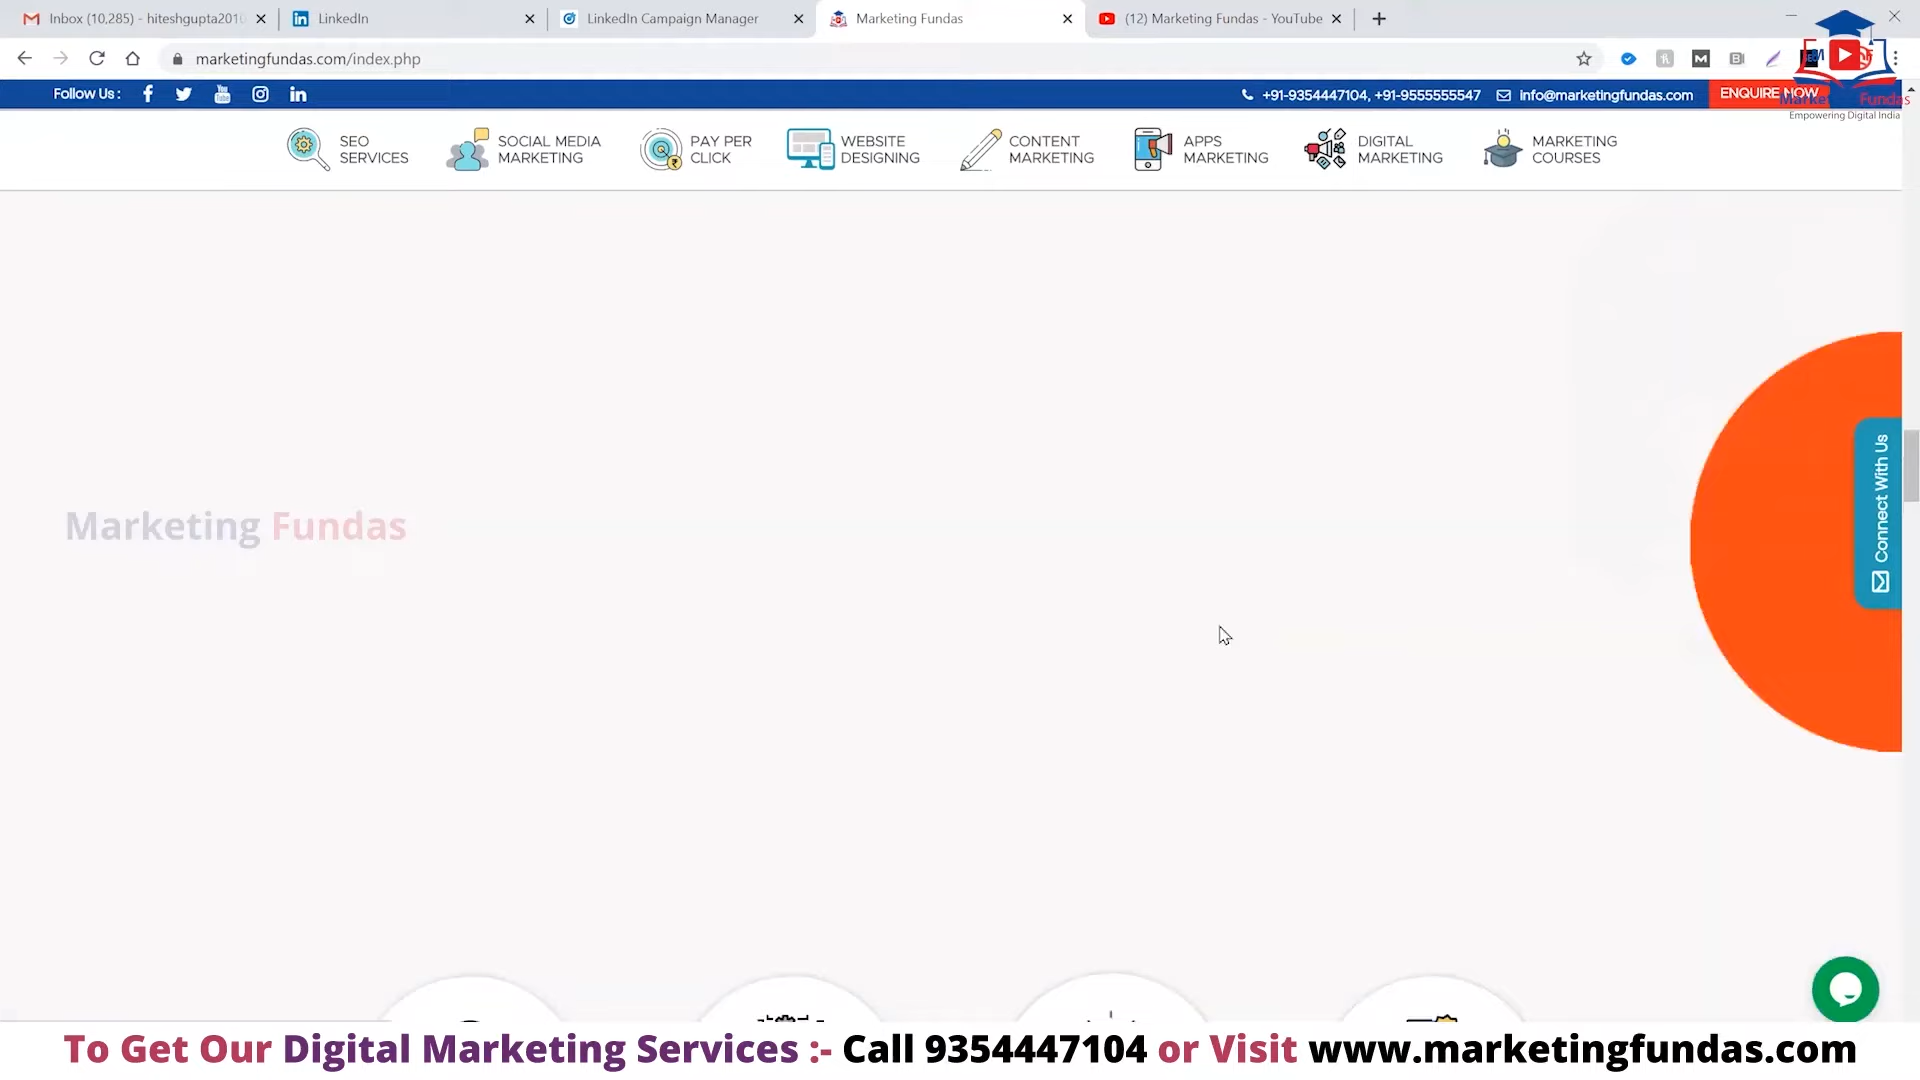 Inbox (10,285) - hiteshgupta201
LinkedIn
LinkedIn Campaign Manager
Marketing Fundas
(12) Marketing Fundas - YouTube
marketingfundas.com/index.php
Follow Us :
+91-9354447104, +91-9555555547
info@marketingfundas.com
ENQUIRE NOW
Marketing Fundas
Empowering Digital India
SEO
SERVICES
SOCIAL MEDIA
MARKETING
PAY PER
CLICK
WEBSITE
DESIGNING
CONTENT
MARKETING
APPS
MARKETING
DIGITAL
MARKETING
MARKETING
COURSES
Marketing Fundas
Connect With Us
To Get Our Digital Marketing Services :- Call 9354447104 or Visit www.marketingfundas.com